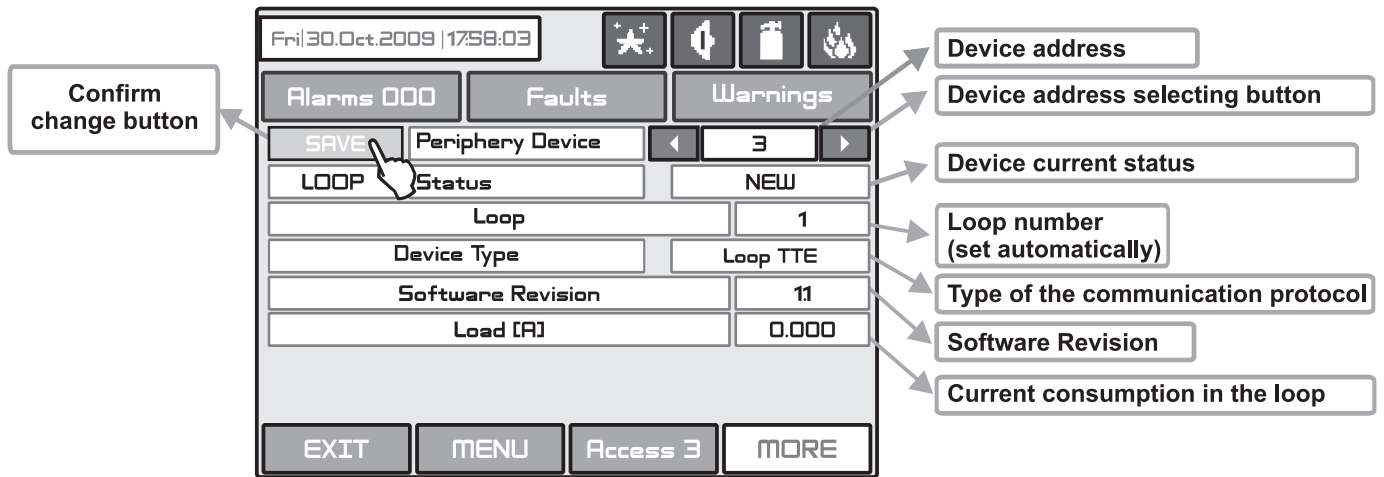 Fri|30.Oct.2009 |17:58:03
Alarms 000 Faults Warnings
SAVE Periphery Device 3
LOOP Status NEW
Loop 1
Device Type Loop TTE
Software Revision 1.1
Load [A] 0.000
EXIT MENU Access 3 MORE
Confirm
change button
Device address
Device address selecting button
Device current status
Loop number
(set automatically)
Type of the communication protocol
Software Revision
Current consumption in the loop